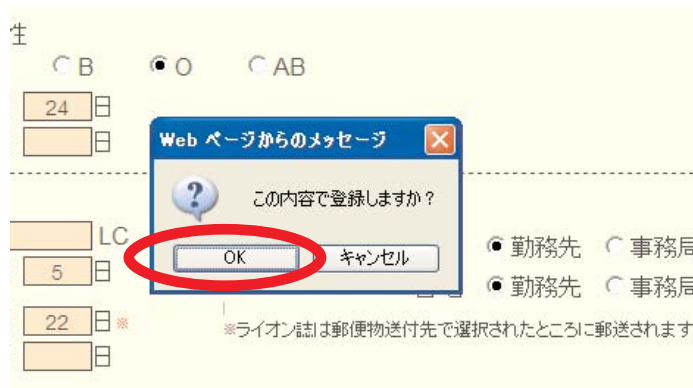 性
B O AB
24 日
日
Web ページからのメッセージ
この内容で登録しますか？
OK キャンセル
LC
勤務先 事務局
5 日
勤務先 事務局
22 日 ※
※ライオン誌は郵便物送付先で選択されたところに郵送されます
日